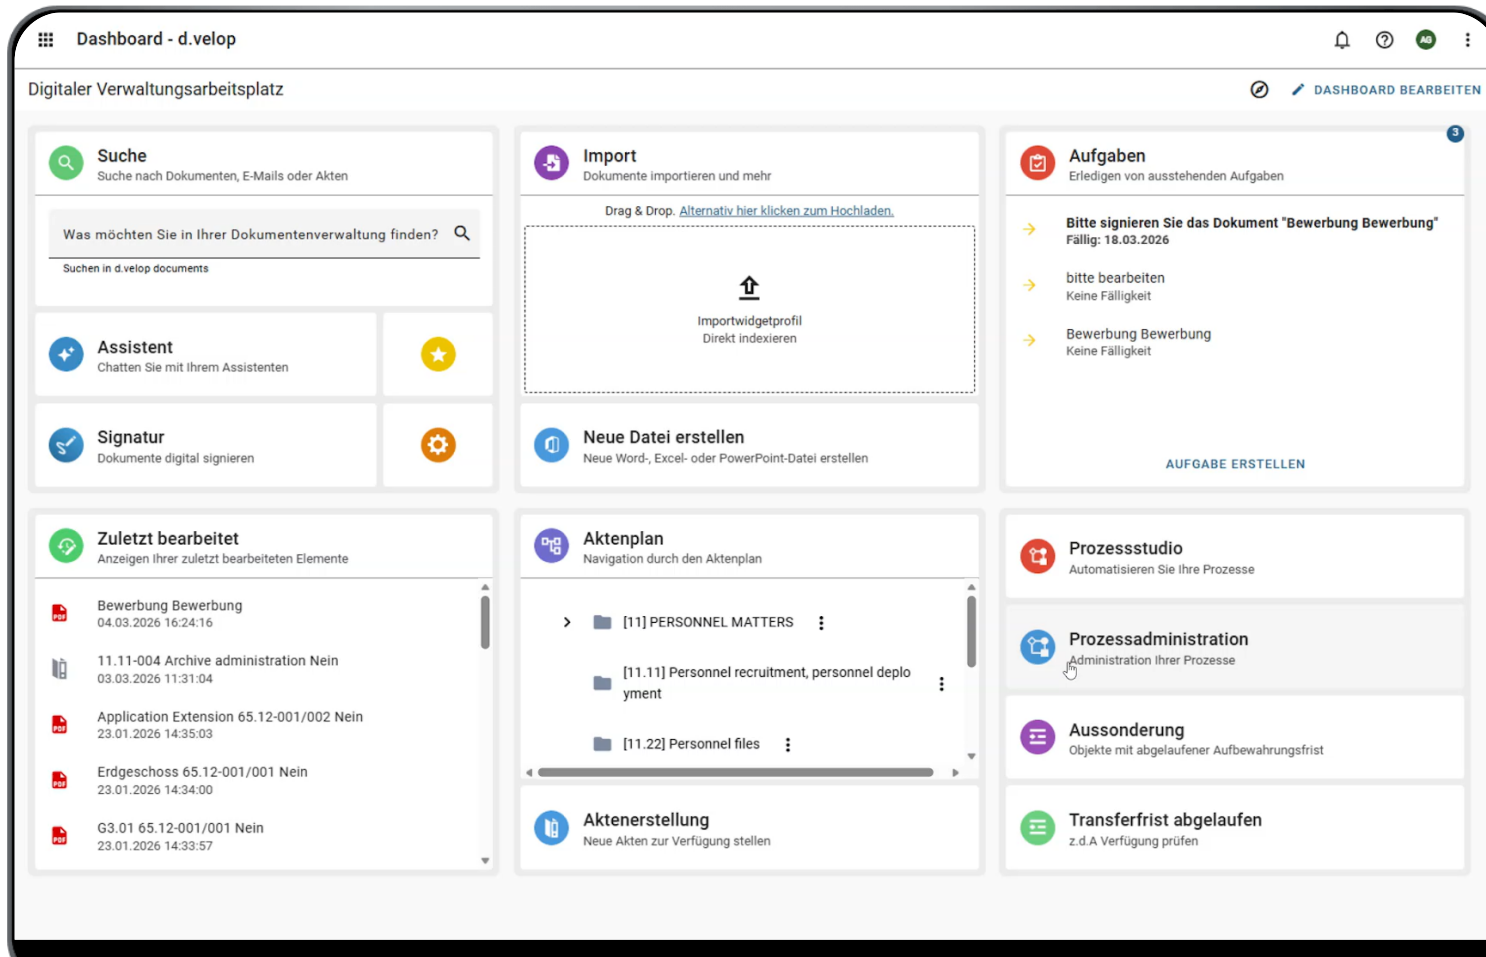 Dashboard - d.velop
AG
Digitaler Verwaltungsarbeitsplatz
DASHBOARD BEARBEITEN
Suche
Suche nach Dokumenten, E-Mails oder Akten
Was möchten Sie in Ihrer Dokumentenverwaltung finden?
Suchen in d.velop documents
Assistent
Chatten Sie mit Ihrem Assistenten
Signatur
Dokumente digital signieren
Import
Dokumente importieren und mehr
Drag & Drop. Alternativ hier klicken zum Hochladen.
Importwidgetprofil
Direkt indexieren
Neue Datei erstellen
Neue Word-, Excel- oder PowerPoint-Datei erstellen
3
Aufgaben
Erledigen von ausstehenden Aufgaben
Bitte signieren Sie das Dokument "Bewerbung Bewerbung"
Fällig: 18.03.2026
bitte bearbeiten
Keine Fälligkeit
Bewerbung Bewerbung
Keine Fälligkeit
AUFGABE ERSTELLEN
Zuletzt bearbeitet
Anzeigen Ihrer zuletzt bearbeiteten Elemente
PDF
Bewerbung Bewerbung
04.03.2026 16:24:16
11.11-004 Archive administration Nein
03.03.2026 11:31:04
PDF
Application Extension 65.12-001/002 Nein
23.01.2026 14:35:03
PDF
Erdgeschoss 65.12-001/001 Nein
23.01.2026 14:34:00
PDF
G3.01 65.12-001/001 Nein
23.01.2026 14:33:57
Aktenplan
Navigation durch den Aktenplan
[11] PERSONNEL MATTERS
[11.11] Personnel recruitment, personnel deplo
yment
[11.22] Personnel files
Aktenerstellung
Neue Akten zur Verfügung stellen
Prozessstudio
Automatisieren Sie Ihre Prozesse
Prozessadministration
Administration Ihrer Prozesse
Aussonderung
Objekte mit abgelaufener Aufbewahrungsfrist
Transferfrist abgelaufen
z.d.A Verfügung prüfen